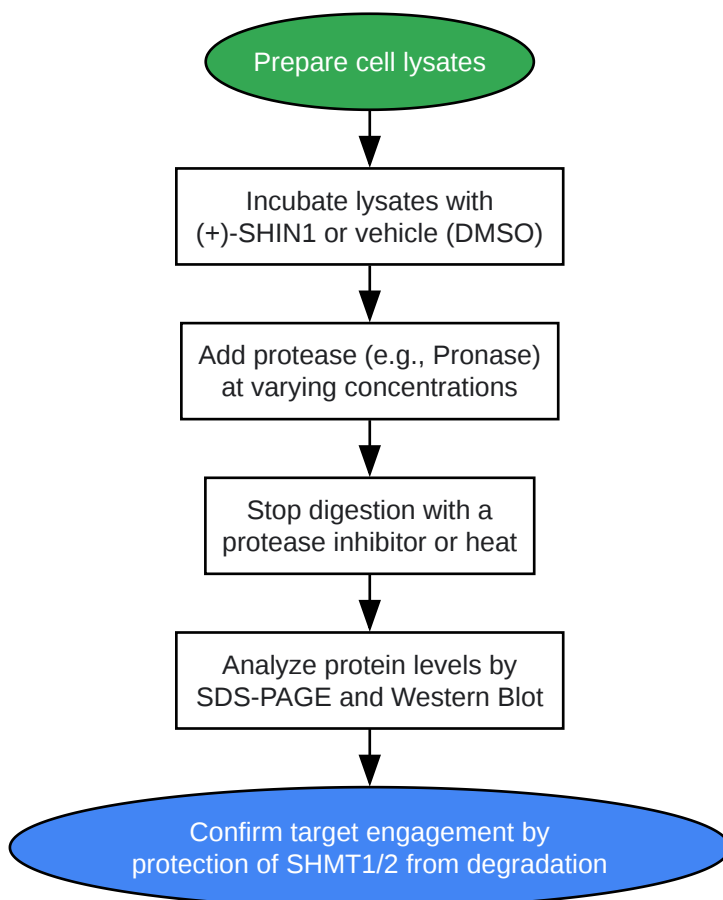 Prepare cell lysates
Incubate lysates with
(+)-SHIN1 or vehicle (DMSO)
Add protease (e.g., Pronase)
at varying concentrations
Stop digestion with a
protease inhibitor or heat
Analyze protein levels by
SDS-PAGE and Western Blot
Confirm target engagement by
protection of SHMT1/2 from degradation